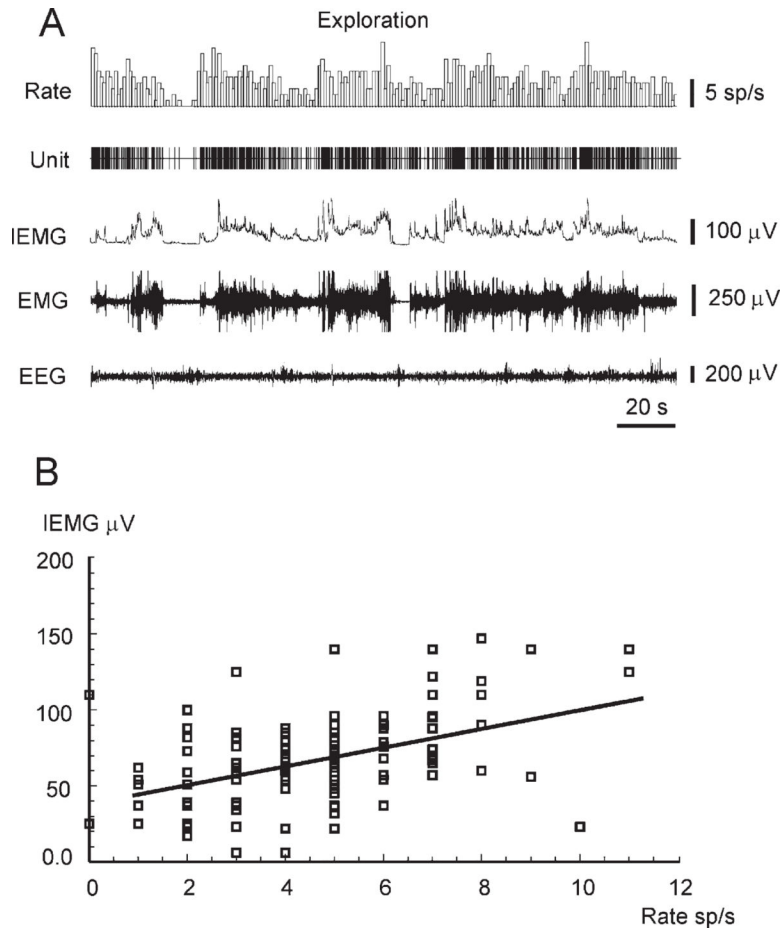 A
Exploration
Rate
5 sp/s
Unit
IEMG
100 μV
EMG
250 μV
EEG
200 μV
20 s
B
IEMG μV
200
150
100
50
0.0
0 2 4 6 8 10 12
Rate sp/s